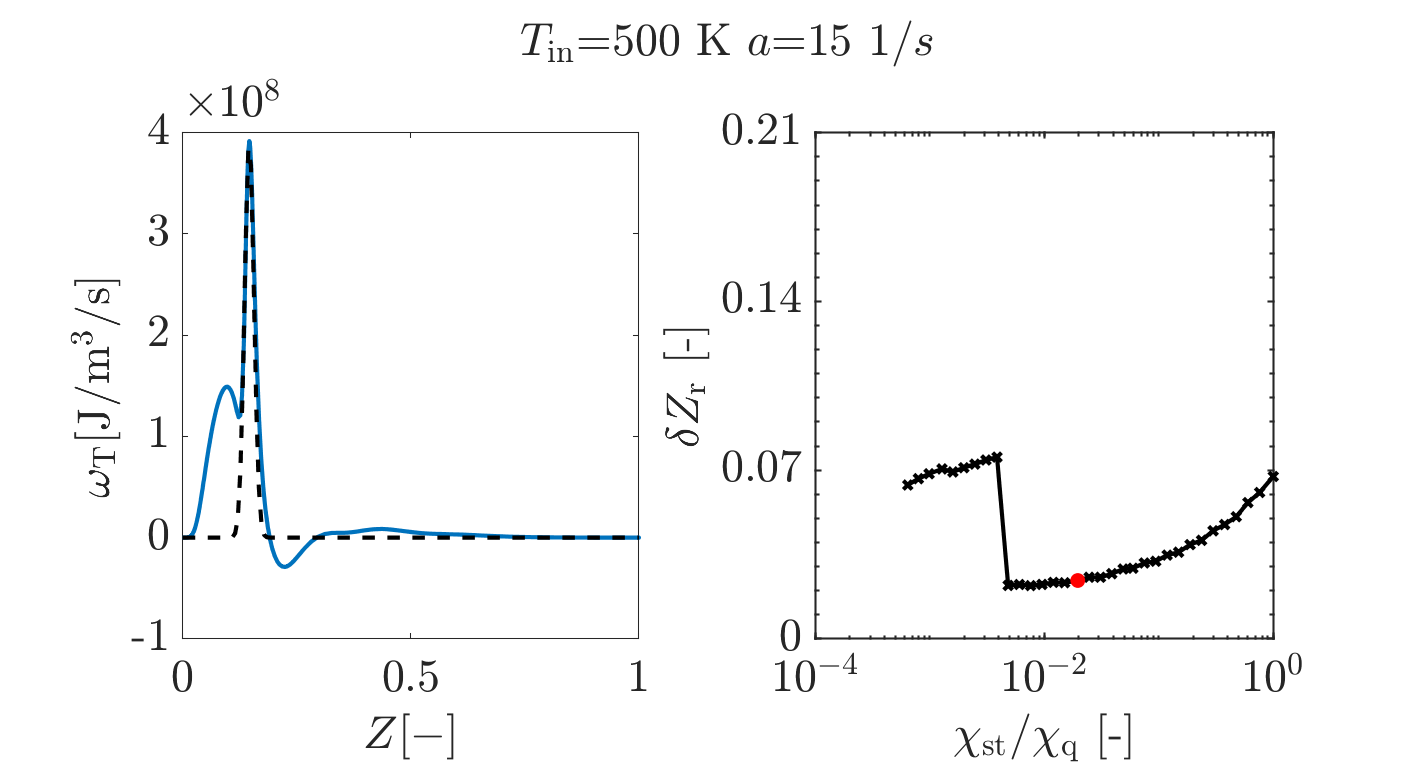 T_in=500 K a=15 1/s
×10^8
4
3
2
1
0
-1
ω_T[J/m^3/s]
0 0.5 1
Z[−]
0.21
0.14
0.07
0
δZ_r [-]
10^−4 10^−2 10^0
χ_st/χ_q [-]